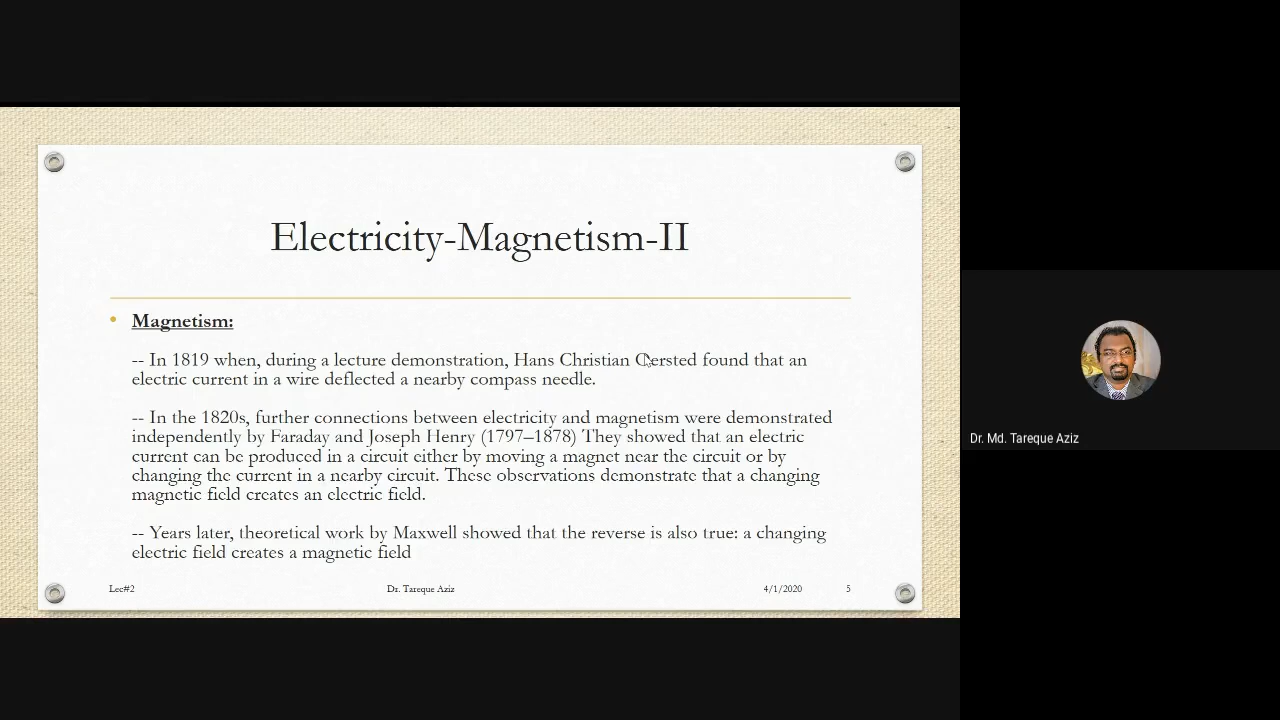 Electricity-Magnetism-II
Magnetism:
-- In 1819 when, during a lecture demonstration, Hans Christian Oersted found that an
electric current in a wire deflected a nearby compass needle.
-- In the 1820s, further connections between electricity and magnetism were demonstrated
independently by Faraday and Joseph Henry (1797–1878) They showed that an electric
current can be produced in a circuit either by moving a magnet near the circuit or by
changing the current in a nearby circuit. These observations demonstrate that a changing
magnetic field creates an electric field.
-- Years later, theoretical work by Maxwell showed that the reverse is also true: a changing
electric field creates a magnetic field
Lec#2 Dr. Tareque Aziz 4/1/2020 5
Dr. Md. Tareque Aziz